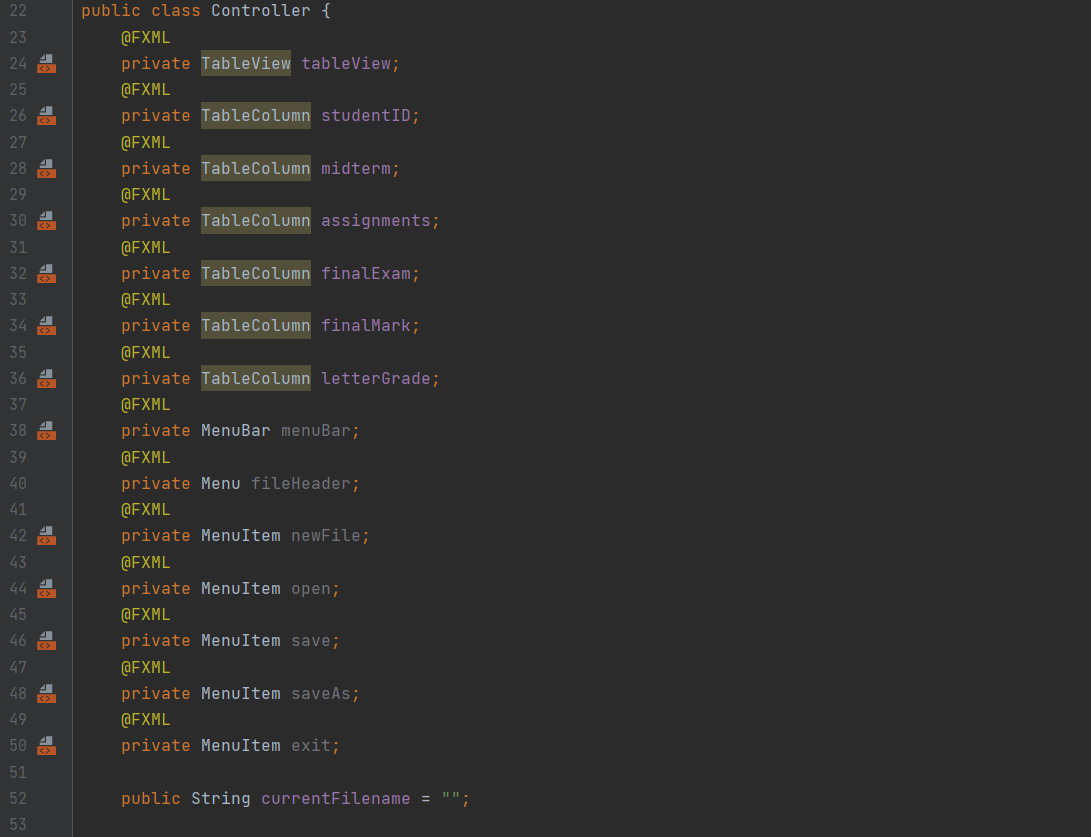 22 public class Controller {
23     @FXML
24     private TableView tableView;
25     @FXML
26     private TableColumn studentID;
27     @FXML
28     private TableColumn midterm;
29     @FXML
30     private TableColumn assignments;
31     @FXML
32     private TableColumn finalExam;
33     @FXML
34     private TableColumn finalMark;
35     @FXML
36     private TableColumn letterGrade;
37     @FXML
38     private MenuBar menuBar;
39     @FXML
40     private Menu fileHeader;
41     @FXML
42     private MenuItem newFile;
43     @FXML
44     private MenuItem open;
45     @FXML
46     private MenuItem save;
47     @FXML
48     private MenuItem saveAs;
49     @FXML
50     private MenuItem exit;
51
52     public String currentFilename = "";
53